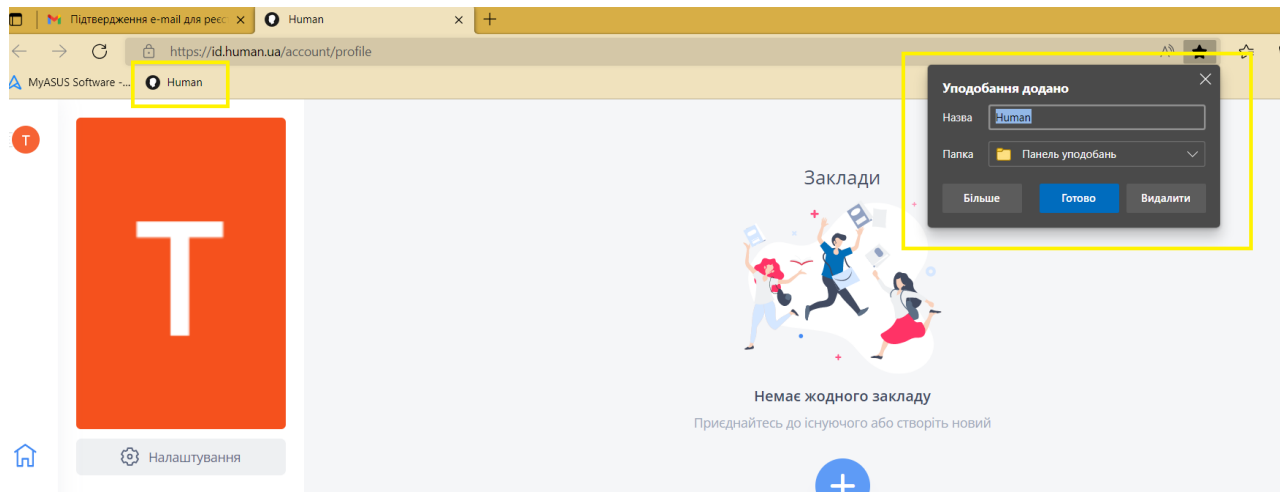 Підтвердження e-mail для реєс
Human
https://id.human.ua/account/profile
MyASUS Software -...
Human
Уподобання додано
Назва
Human
Папка
Панель уподобань
Більше
Готово
Видалити
T
T
Заклади
Немає жодного закладу
Приєднайтесь до існуючого або створіть новий
Налаштування